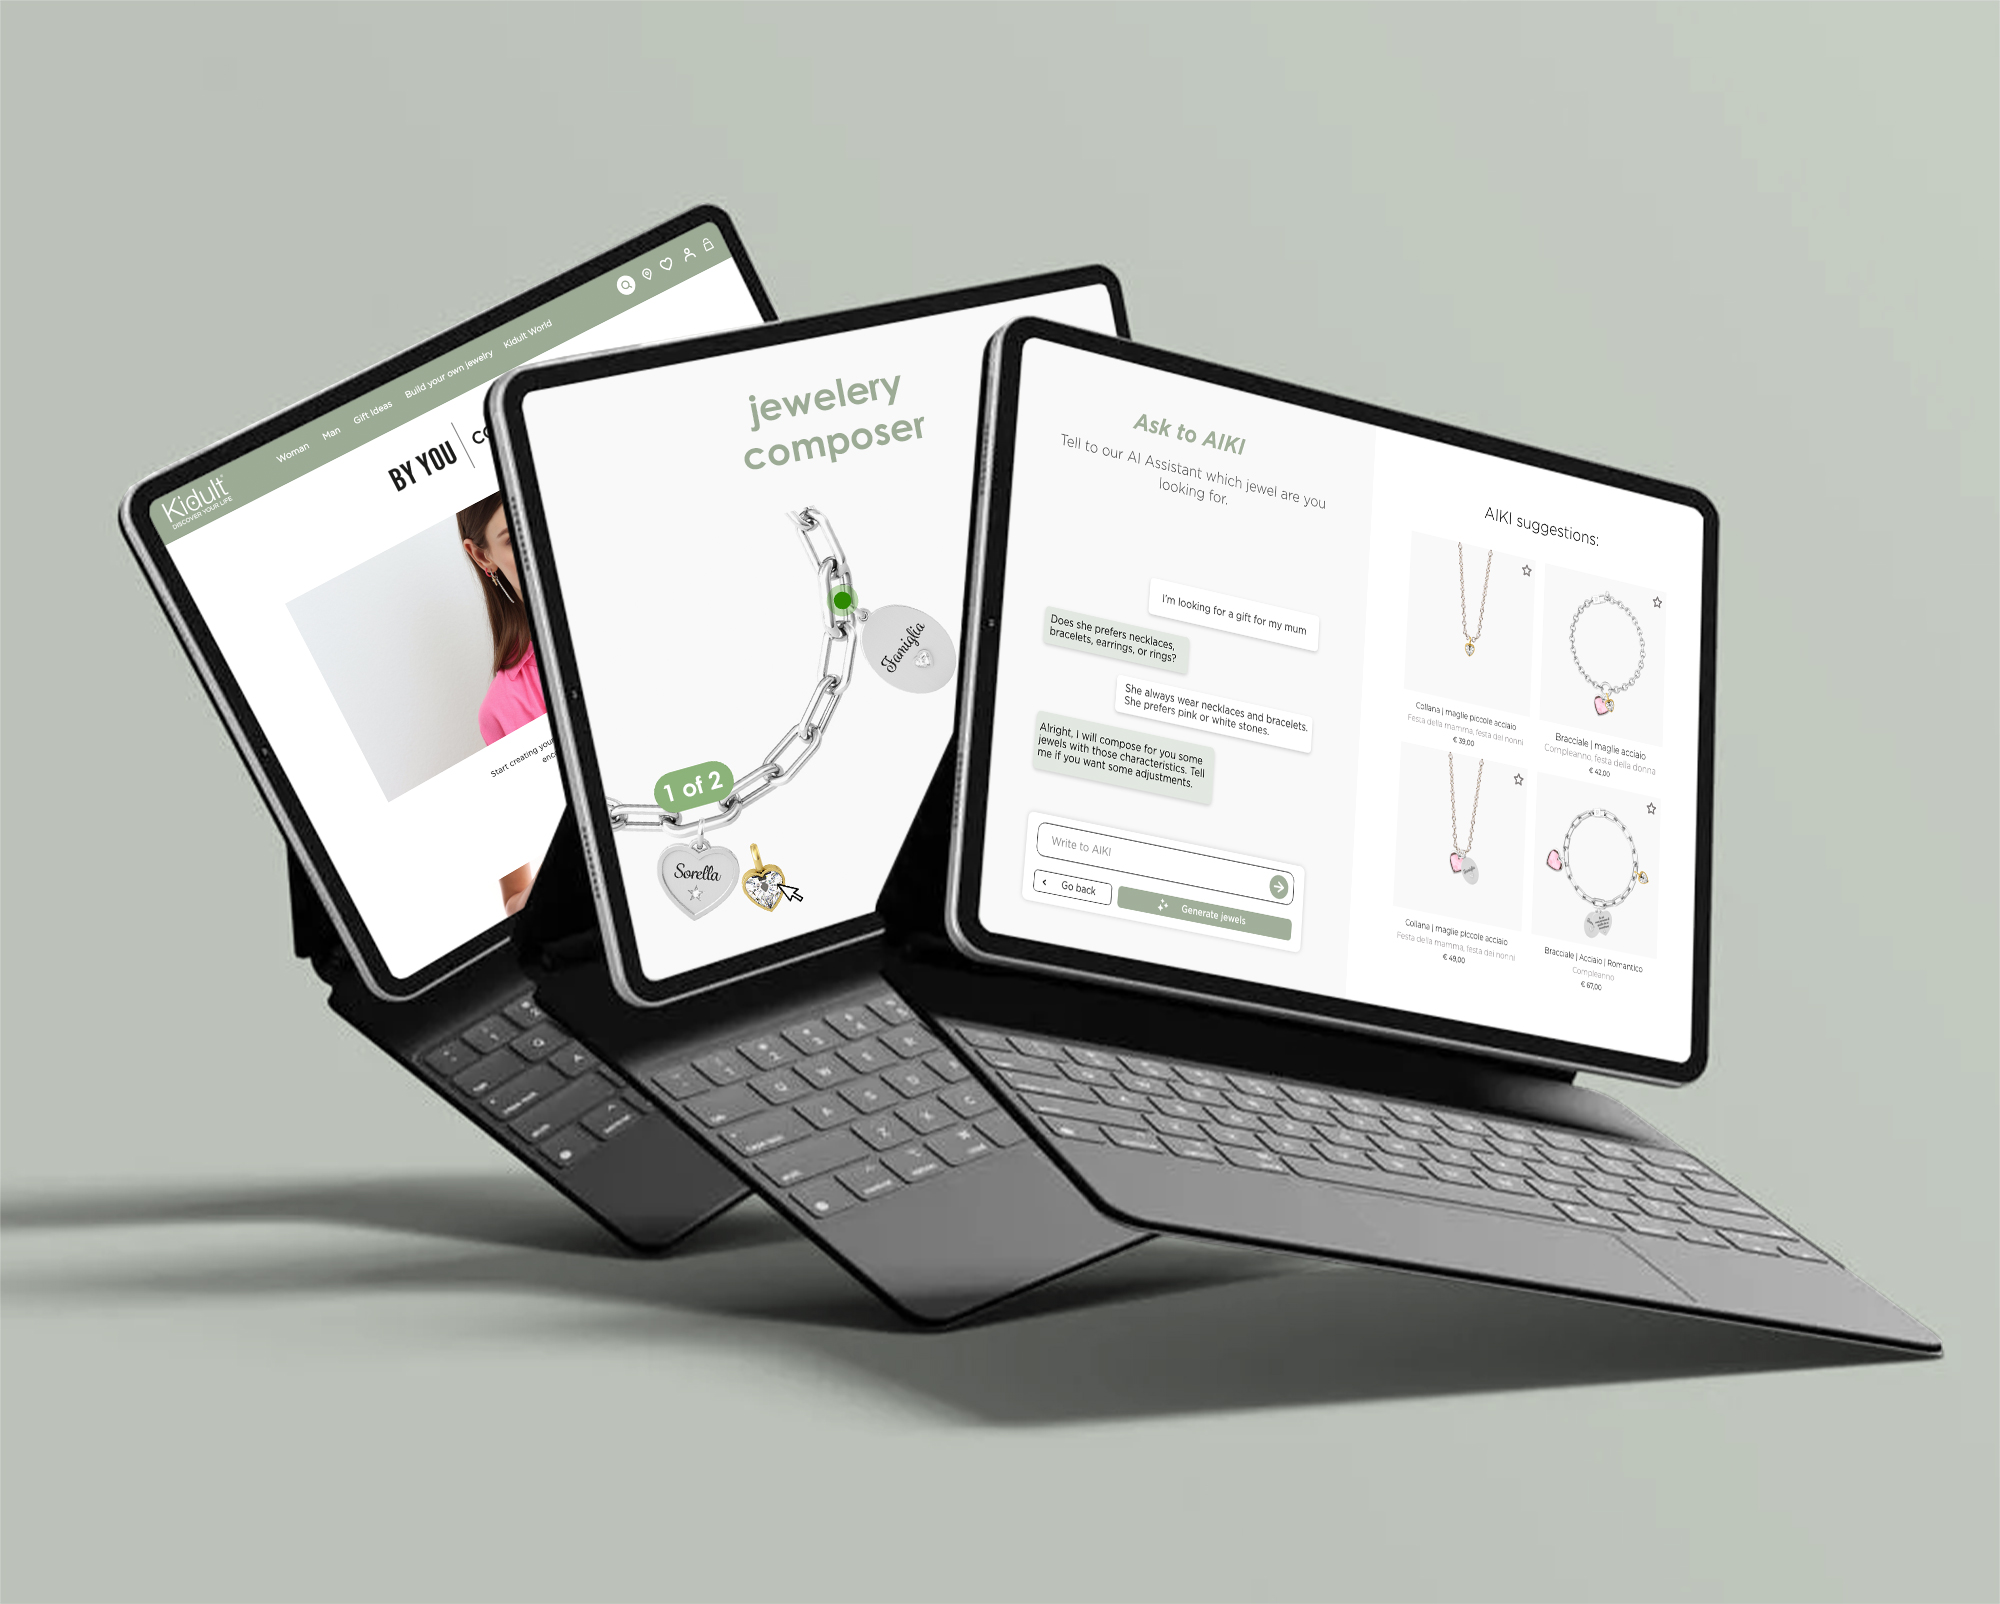 Kidult
DISCOVER YOUR LIFE
Woman
Man
Gift Ideas
Build your own jewelry
Kidult World
BY YOU
Start creating your
jewelery
composer
Famiglia
1 of 2
Sorella
Ask to AIKI
Tell to our AI Assistant which jewel are you
looking for.
I'm looking for a gift for my mum
Does she prefers necklaces,
bracelets, earrings, or rings?
She always wear necklaces and bracelets.
She prefers pink or white stones.
Alright, I will compose for you some
jewels with those characteristics. Tell
me if you want some adjustments.
Write to AIKI
Go back
Generate jewels
AIKI suggestions:
Collana | maglie piccole acciaio
Festa della mamma, festa dei nonni
€ 39,00
Bracciale | maglie acciaio
Compleanno, festa della donna
€ 42,00
Collana | maglie piccole acciaio
Festa della mamma, festa dei nonni
€ 49,00
Bracciale | Acciaio | Romantico
Compleanno
€ 67,00